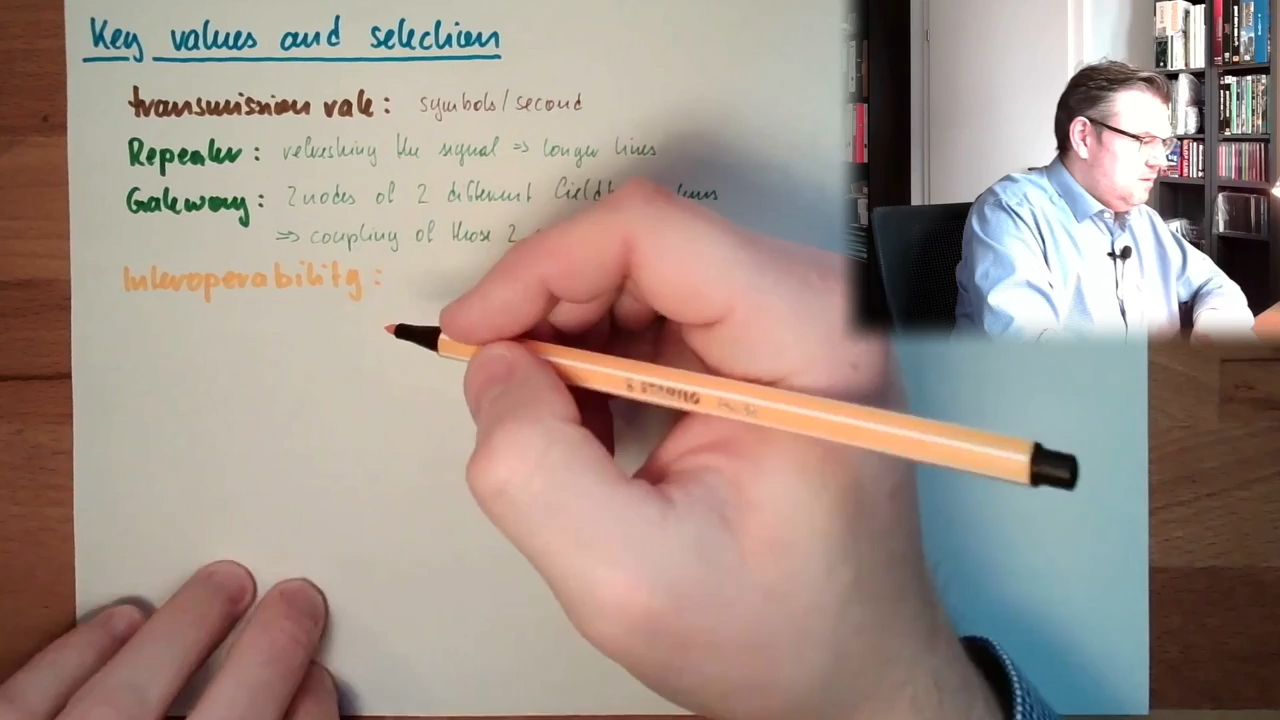 Key values and selection
transmission rate: symbols/second
Repeater: refreshing the signal => longer lines
Gateway: 2 nodes of 2 different
=> coupling of those 2
Interoperability:
STABILO